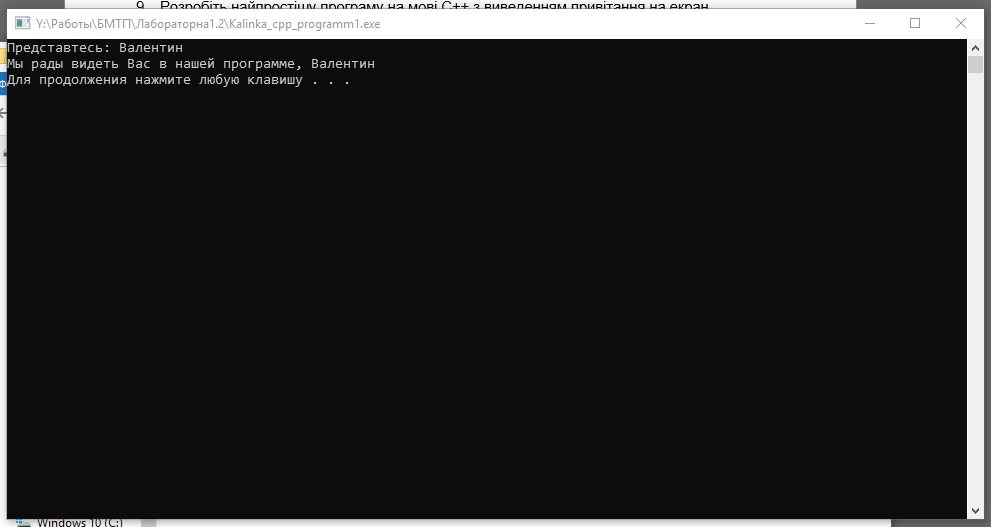 9. Розробіть найпростішу програму на мові C++ з виведенням привітання на екран
Y:\Работы\БМТП\Лабораторна1.2\Kalinka_cpp_programm1.exe
Представтесь: Валентин
Мы рады видеть Вас в нашей программе, Валентин
Для продолжения нажмите любую клавишу . . .
Windows 10 (C:)